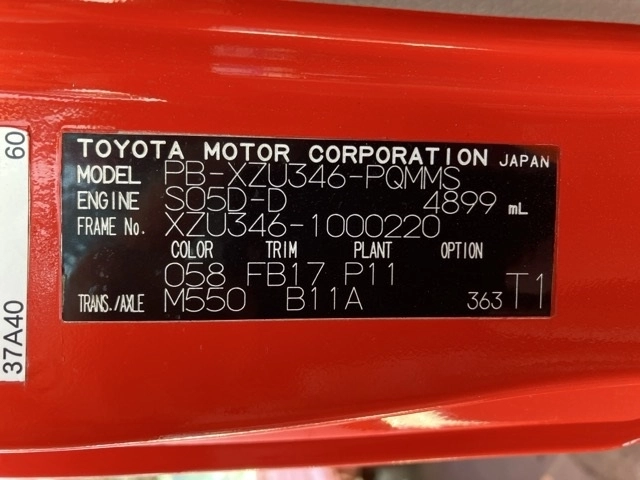 TOYOTA MOTOR CORPORATION JAPAN
MODEL PB-XZU346-PQMMS
ENGINE S05D-D 4899 mL
FRAME No. XZU346-1000220
COLOR TRIM PLANT OPTION
058 FB17 P11
TRANS./AXLE M550 B11A 363 T1
37A40 60